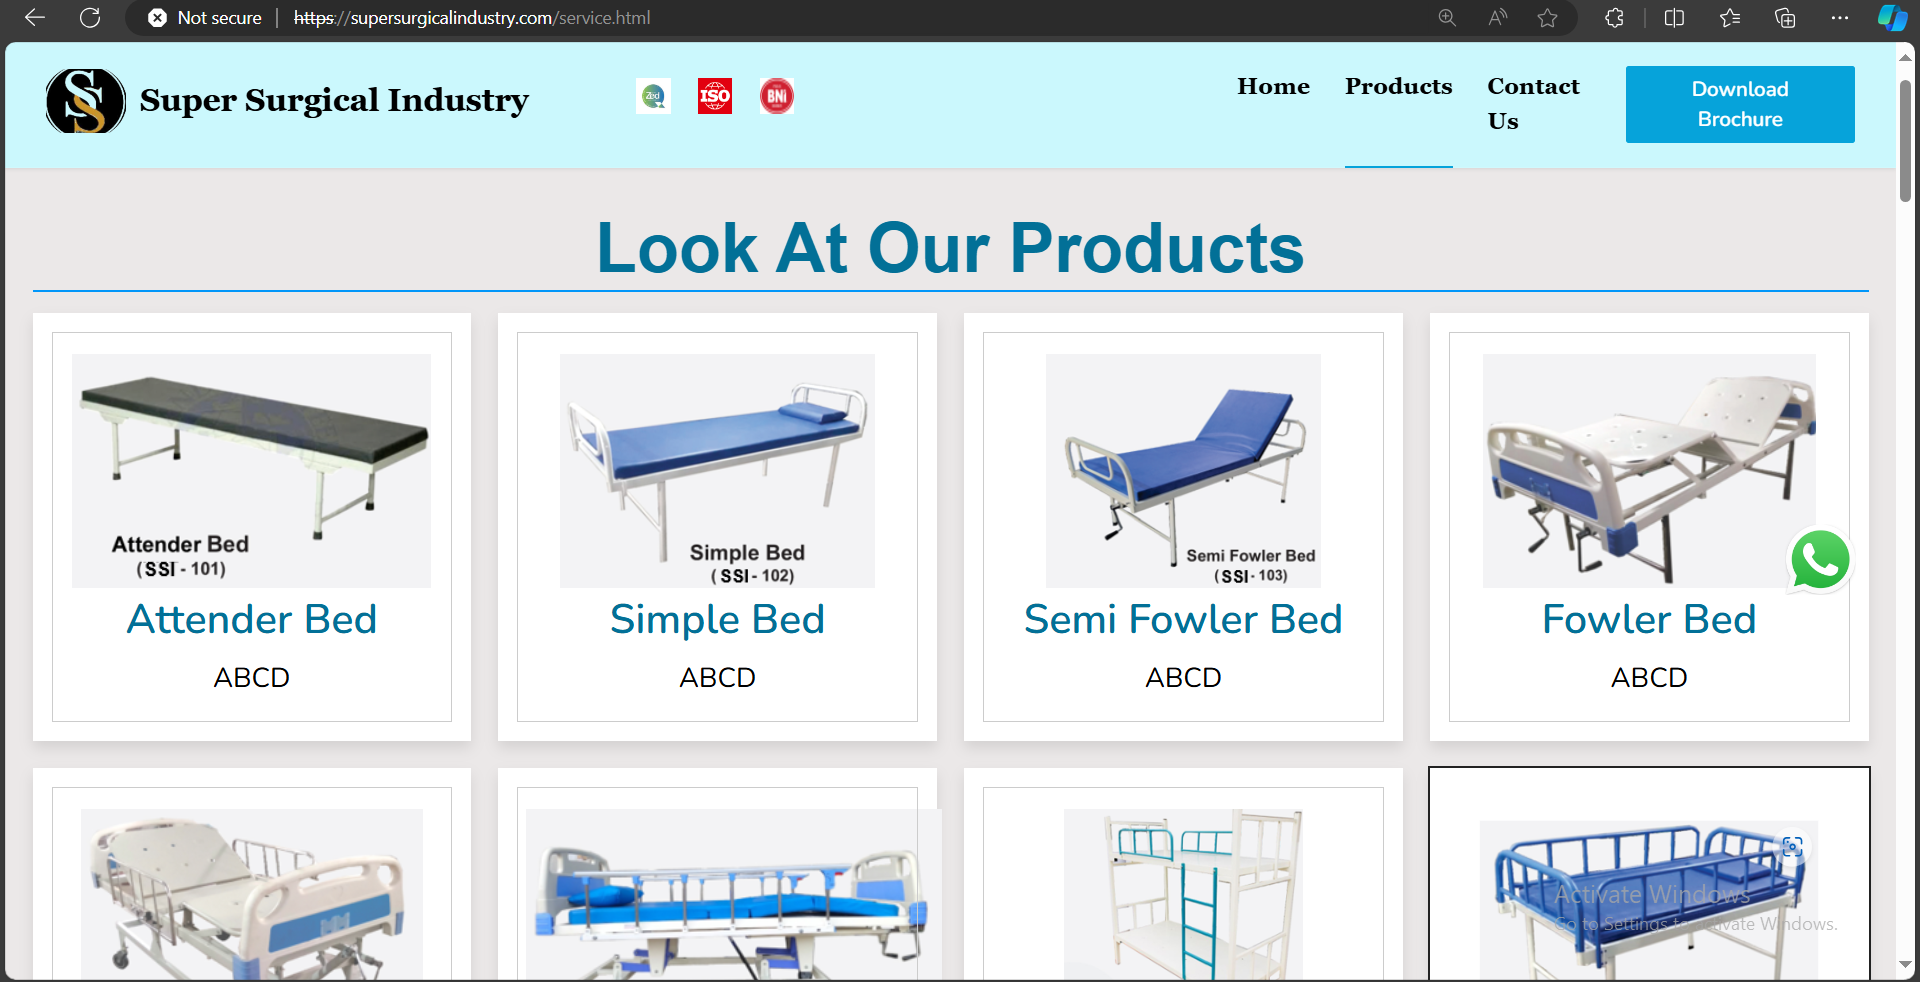 Not secure
https://supersurgicalindustry.com/service.html
SS
Super Surgical Industry
Zed
ISO
BNI
Home
Products
Contact
Us
Download
Brochure
Look At Our Products
Attender Bed
(SSI - 101)
Attender Bed
ABCD
Simple Bed
(SSI - 102)
Simple Bed
ABCD
Semi Fowler Bed
(SSI - 103)
Semi Fowler Bed
ABCD
Fowler Bed
ABCD
Activate Windows
Go to Settings to activate Windows.